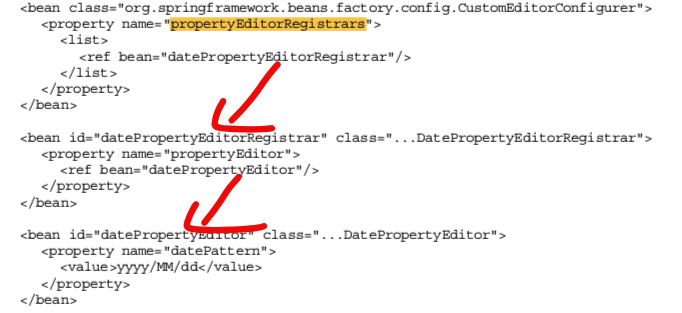 <bean class="org.springframework.beans.factory.config.CustomEditorConfigurer">
<property name="propertyEditorRegistrars">
<list>
<ref bean="datePropertyEditorRegistrar"/>
</list>
</property>
</bean>
<bean id="datePropertyEditorRegistrar" class="...DatePropertyEditorRegistrar">
<property name="propertyEditor">
<ref bean="datePropertyEditor"/>
</property>
</bean>
<bean id="datePropertyEditor" class="...DatePropertyEditor">
<property name="datePattern">
<value>yyyy/MM/dd</value>
</property>
</bean>